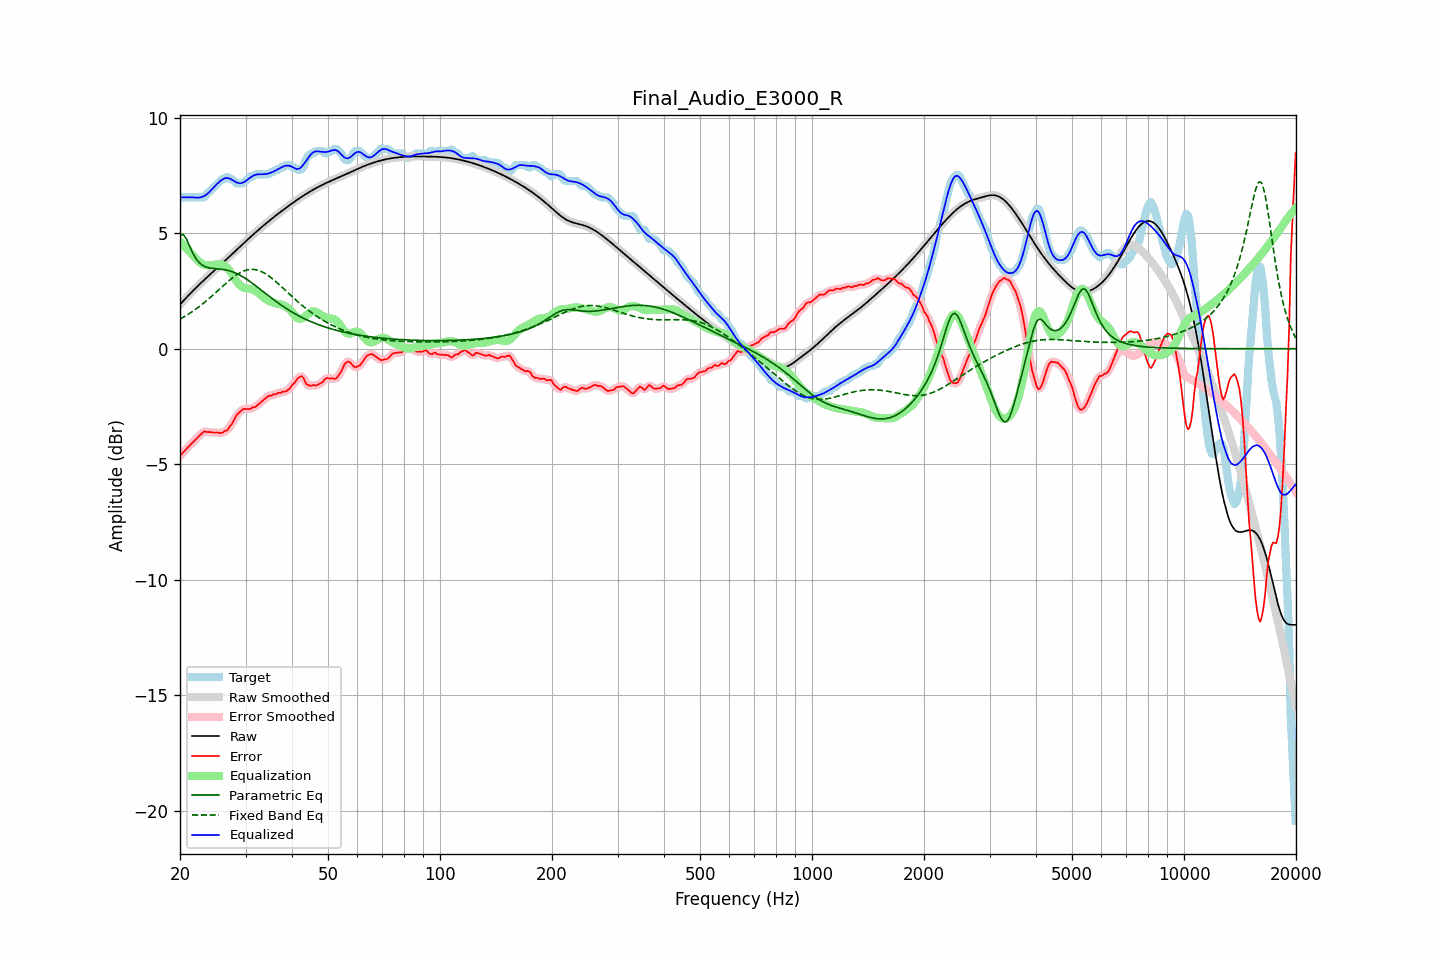 Final_Audio_E3000_R
10
5
0
−5
−10
−15
−20
Amplitude (dBr)
Target
Raw Smoothed
Error Smoothed
Raw
Error
Equalization
Parametric Eq
Fixed Band Eq
Equalized
20 50 100 200 500 1000 2000 5000 10000 20000
Frequency (Hz)